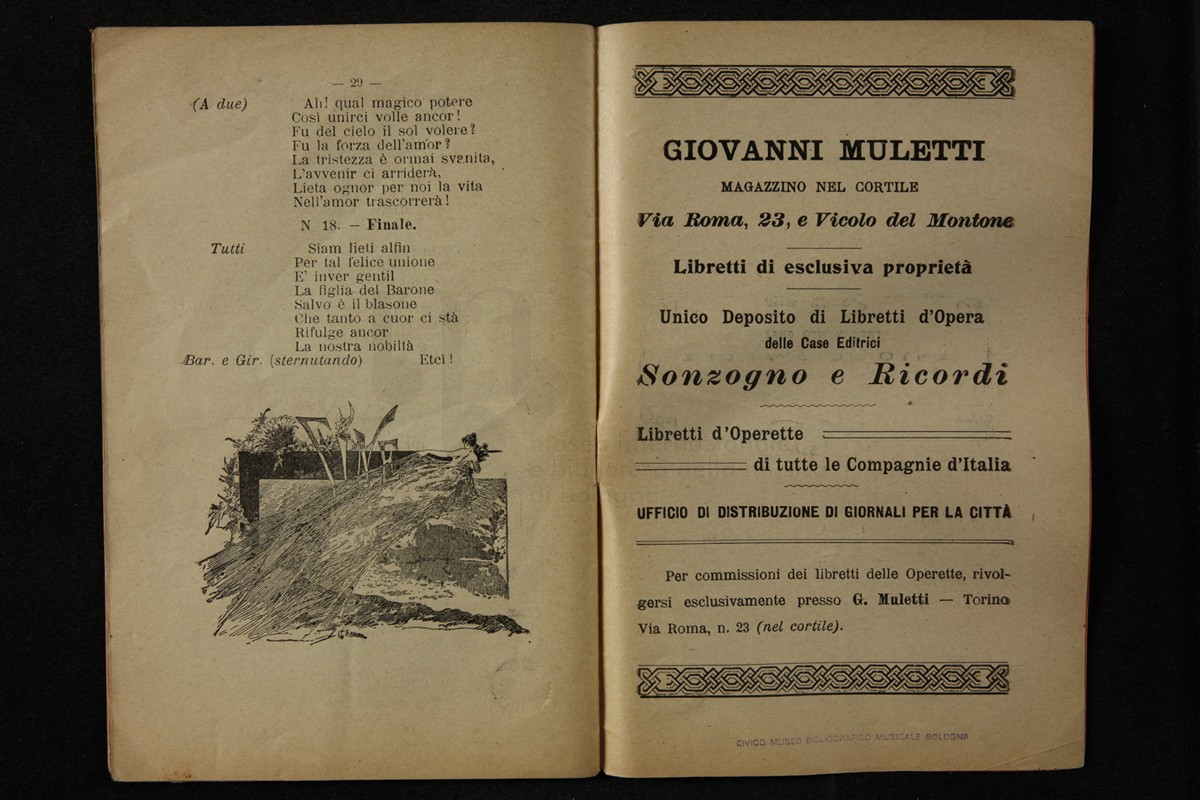 — 29 —
(A due) Ah! qual magico potere
Così unirci volle ancor!
Fu del cielo il sol volere?
Fu la forza dell'amor?
La tristezza è ormai svanita,
L'avvenir ci arriderà,
Lieta ognor per noi la vita
Nell'amor trascorrerà!
N 18. — Finale.
Tutti Siam lieti alfin
Per tal felice unione
E' inver gentil
La figlia del Barone
Salvo è il blasone
Che tanto a cuor ci stà
Rifulge ancor
La nostra nobiltà
Bar. e Gir. (sternutando) Etcì!
FINE
GIOVANNI MULETTI
MAGAZZINO NEL CORTILE
Via Roma, 23, e Vicolo del Montone
Libretti di esclusiva proprietà
Unico Deposito di Libretti d'Opera
delle Case Editrici
Sonzogno e Ricordi
Libretti d'Operette
di tutte le Compagnie d'Italia
UFFICIO DI DISTRIBUZIONE DI GIORNALI PER LA CITTÀ
Per commissioni dei libretti delle Operette, rivol-
gersi esclusivamente presso G. Muletti — Torino
Via Roma, n. 23 (nel cortile).
CIVICO MUSEO BIBLIOGRAFICO MUSICALE BOLOGNA